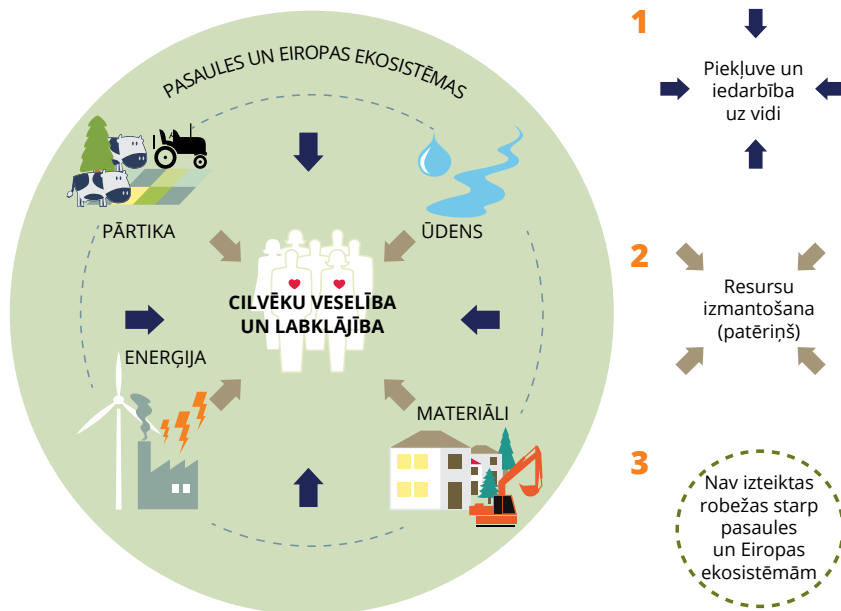 PASAULES UN EIROPAS EKOSISTĒMAS
PĀRTIKA
ŪDENS
CILVĒKU VESELĪBA
UN LABKLĀJĪBA
ENERĢIJA
MATERIĀLI
1
Piekļuve un
iedarbība
uz vidi
2
Resursu
izmantošana
(patēriņš)
3
Nav izteiktas
robežas starp
pasaules
un Eiropas
ekosistēmām